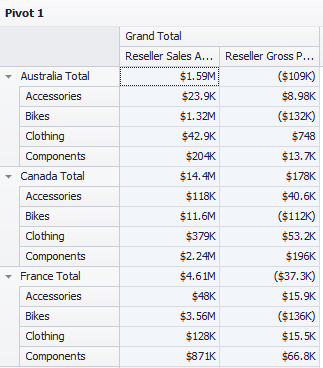 Pivot 1
Grand Total
Reseller Sales A... Reseller Gross P...
Australia Total $1.59M ($109K)
Accessories $23.9K $8.98K
Bikes $1.32M ($132K)
Clothing $42.9K $748
Components $204K $13.7K
Canada Total $14.4M $178K
Accessories $118K $40.6K
Bikes $11.6M ($112K)
Clothing $379K $53.2K
Components $2.24M $196K
France Total $4.61M ($37.3K)
Accessories $48K $15.9K
Bikes $3.56M ($136K)
Clothing $128K $15.5K
Components $871K $66.8K